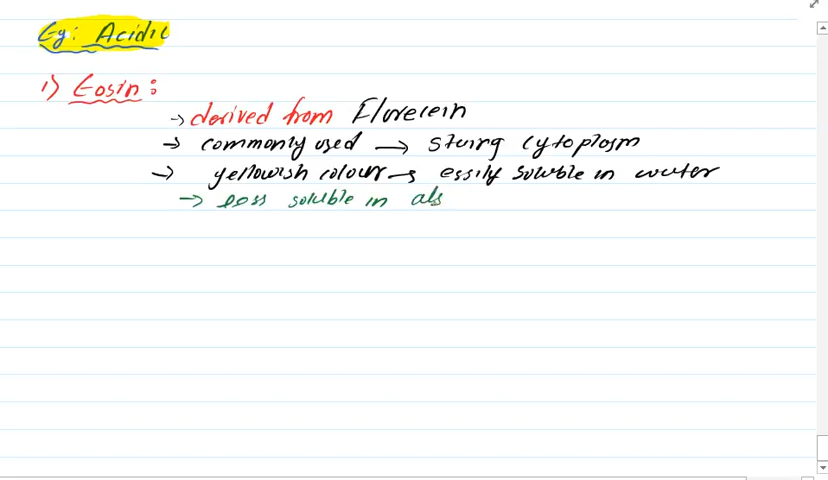 Eg: Acidic
1) Eosin:
→ derived from Flurecein
→ commonly used → staing cytoplasm
→ yellowish colour → essily soluble in water
→ less soluble in als